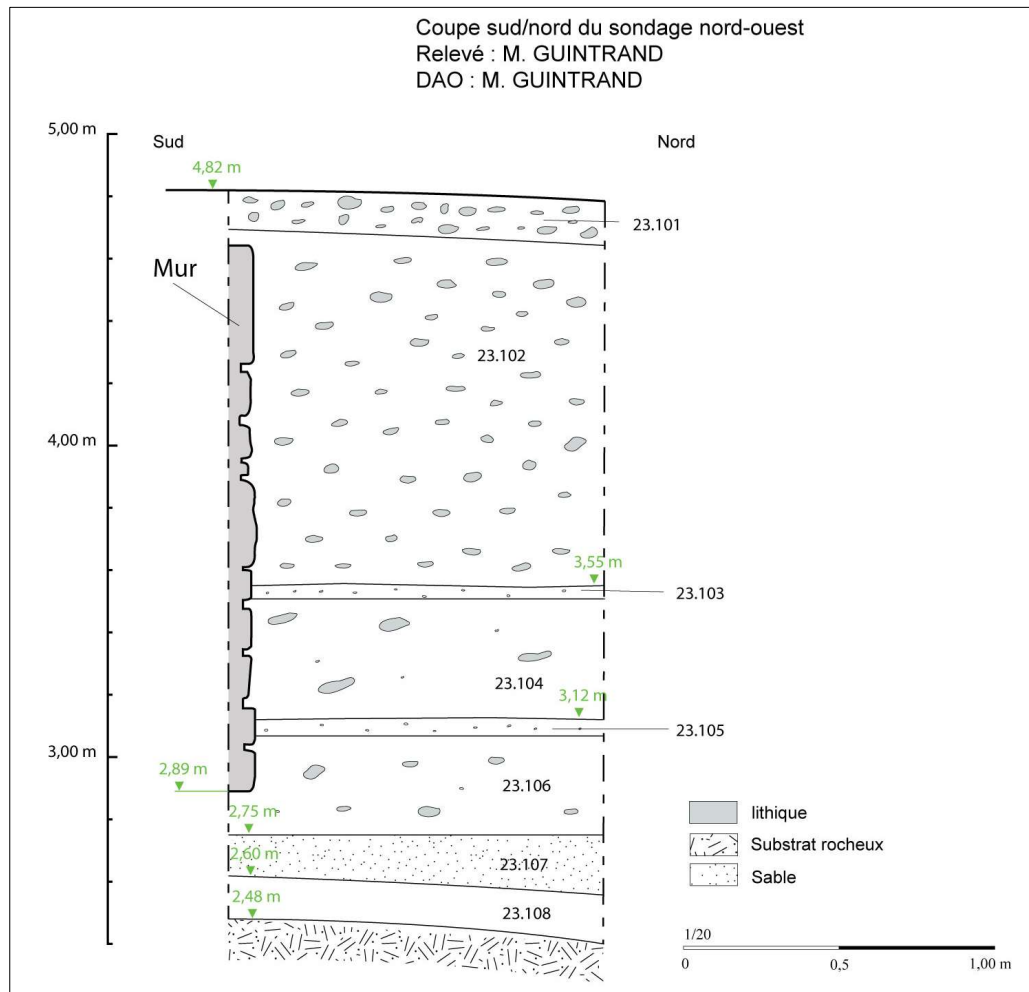 Coupe sud/nord du sondage nord-ouest
Relevé : M. GUINTRAND
DAO : M. GUINTRAND
5,00 m
Sud
Nord
4,82 m
23.101
Mur
23.102
4,00 m
3,55 m
23.103
23.104
3,12 m
23.105
3,00 m
2,89 m
23.106
2,75 m
lithique
2,60 m
23.107
Substrat rocheux
Sable
2,48 m
23.108
1/20
0
0,5
1,00 m